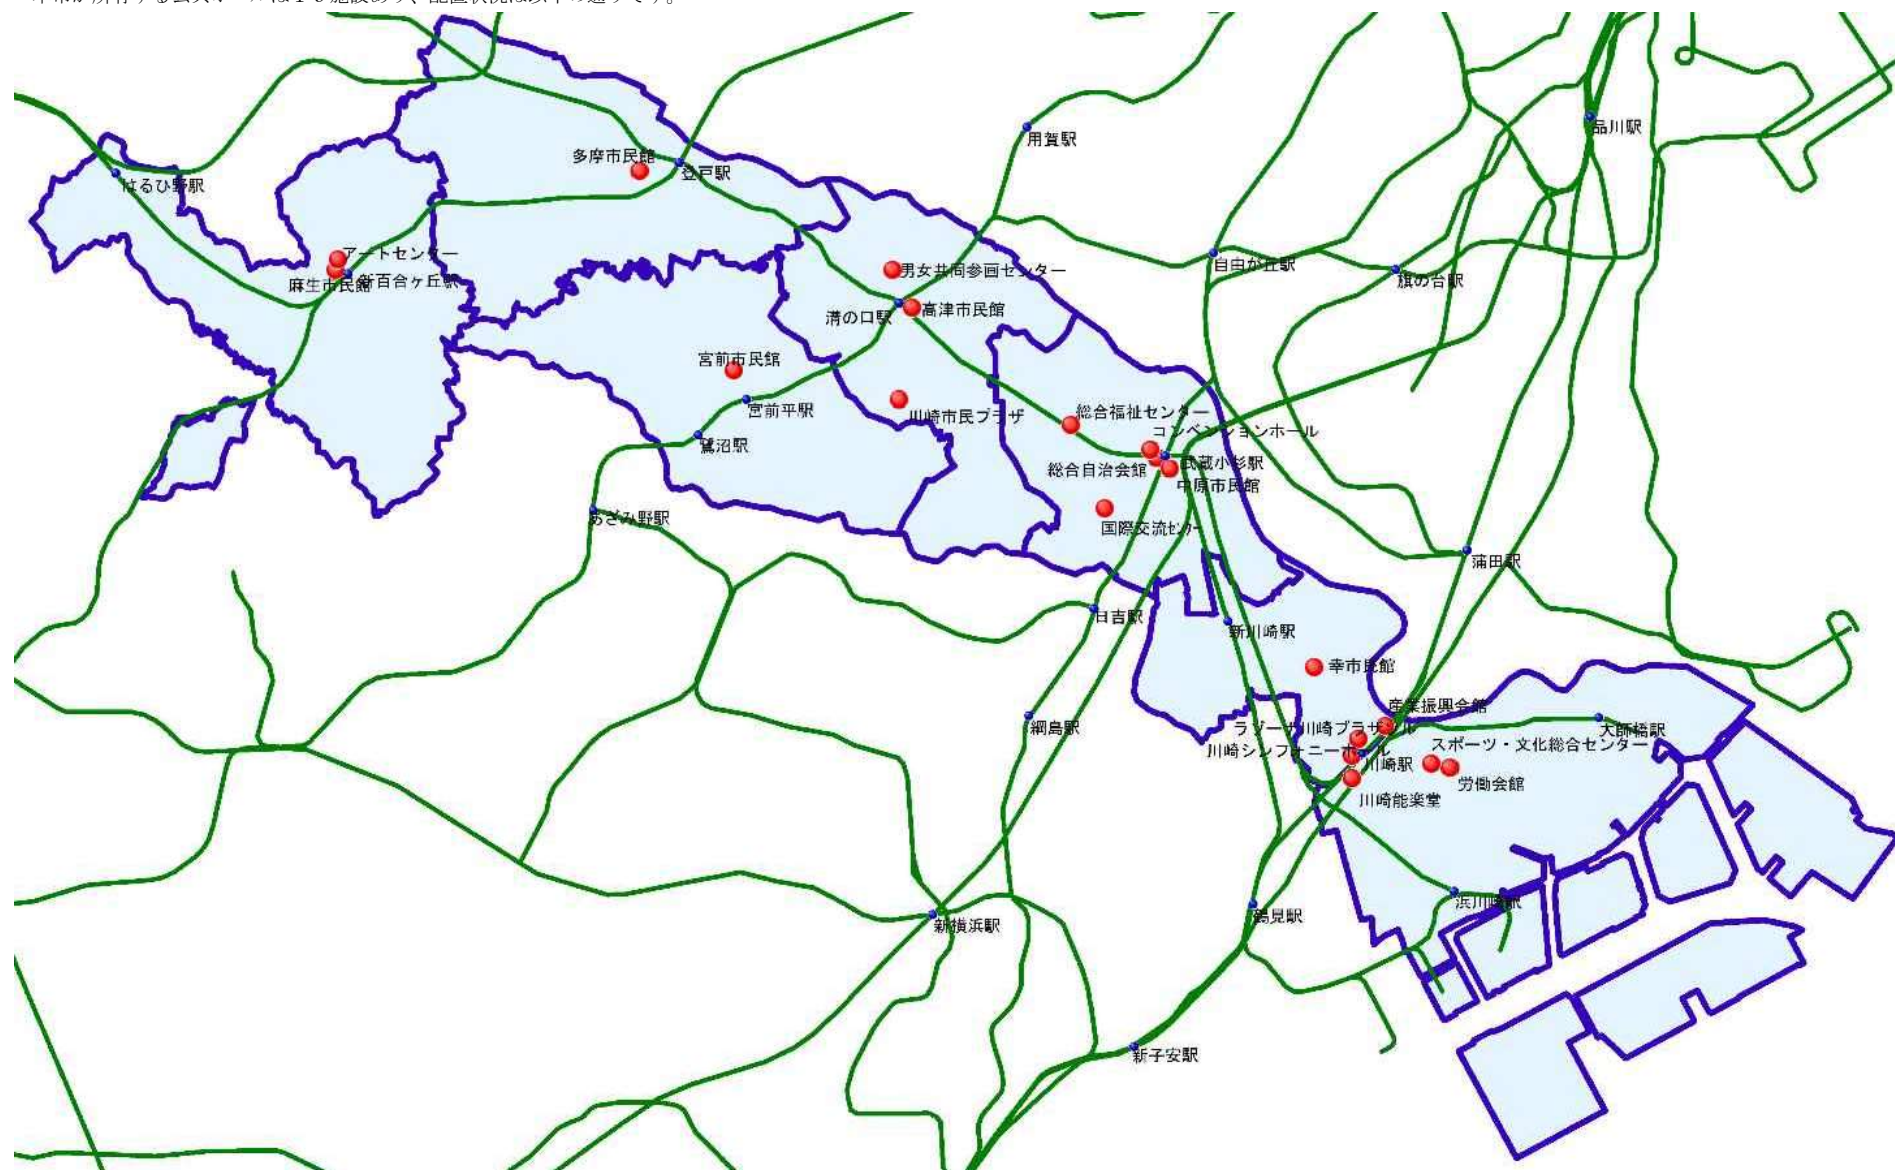 用賀駅
品川駅
多摩市民館
登戸駅
はるひ野駅
アートセンター
麻生市民館
新百合ヶ丘駅
男女共同参画センター
自由が丘駅
旗の台駅
溝の口駅
高津市民館
宮前市民館
宮前平駅
川崎市民プラザ
総合福祉センター
コンベンションホール
鷺沼駅
総合自治会館
武蔵小杉駅
中原市民館
あざみ野駅
国際交流センター
蒲田駅
日吉駅
新川崎駅
幸市民館
産業振興会館
綱島駅
ラゾーナ川崎プラザソル
大師橋駅
川崎シンフォニーホール
スポーツ・文化総合センター
川崎駅
労働会館
川崎能楽堂
浜川崎駅
鶴見駅
新横浜駅
新子安駅